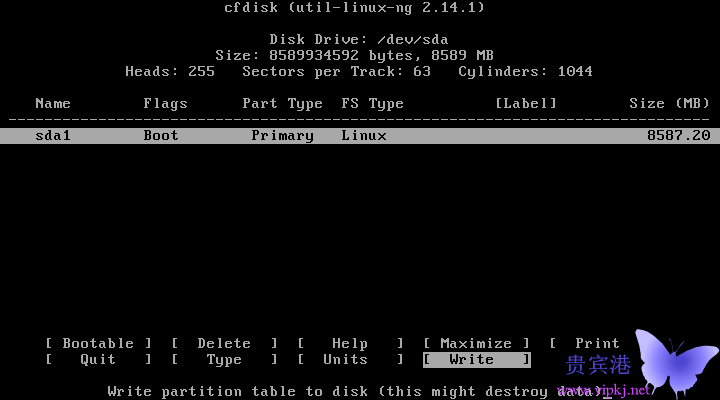 cfdisk (util-linux-ng 2.14.1)
Disk Drive: /dev/sda
Size: 8589934592 bytes, 8589 MB
Heads: 255 Sectors per Track: 63 Cylinders: 1044
Name Flags Part Type FS Type [Label] Size (MB)
sda1 Boot Primary Linux 8587.20
[ Bootable ] [ Delete ] [ Help ] [ Maximize ] [ Print
[ Quit ] [ Type ] [ Units ] [ Write ]
贵宾港
Write partition table to disk (this might destroy data)
www.vipkj.net